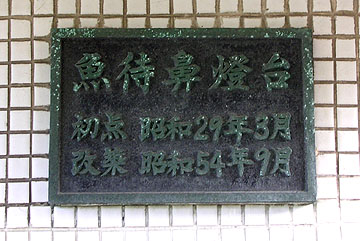 魚待鼻燈台
初点 昭和29年3月
改築 昭和54年9月